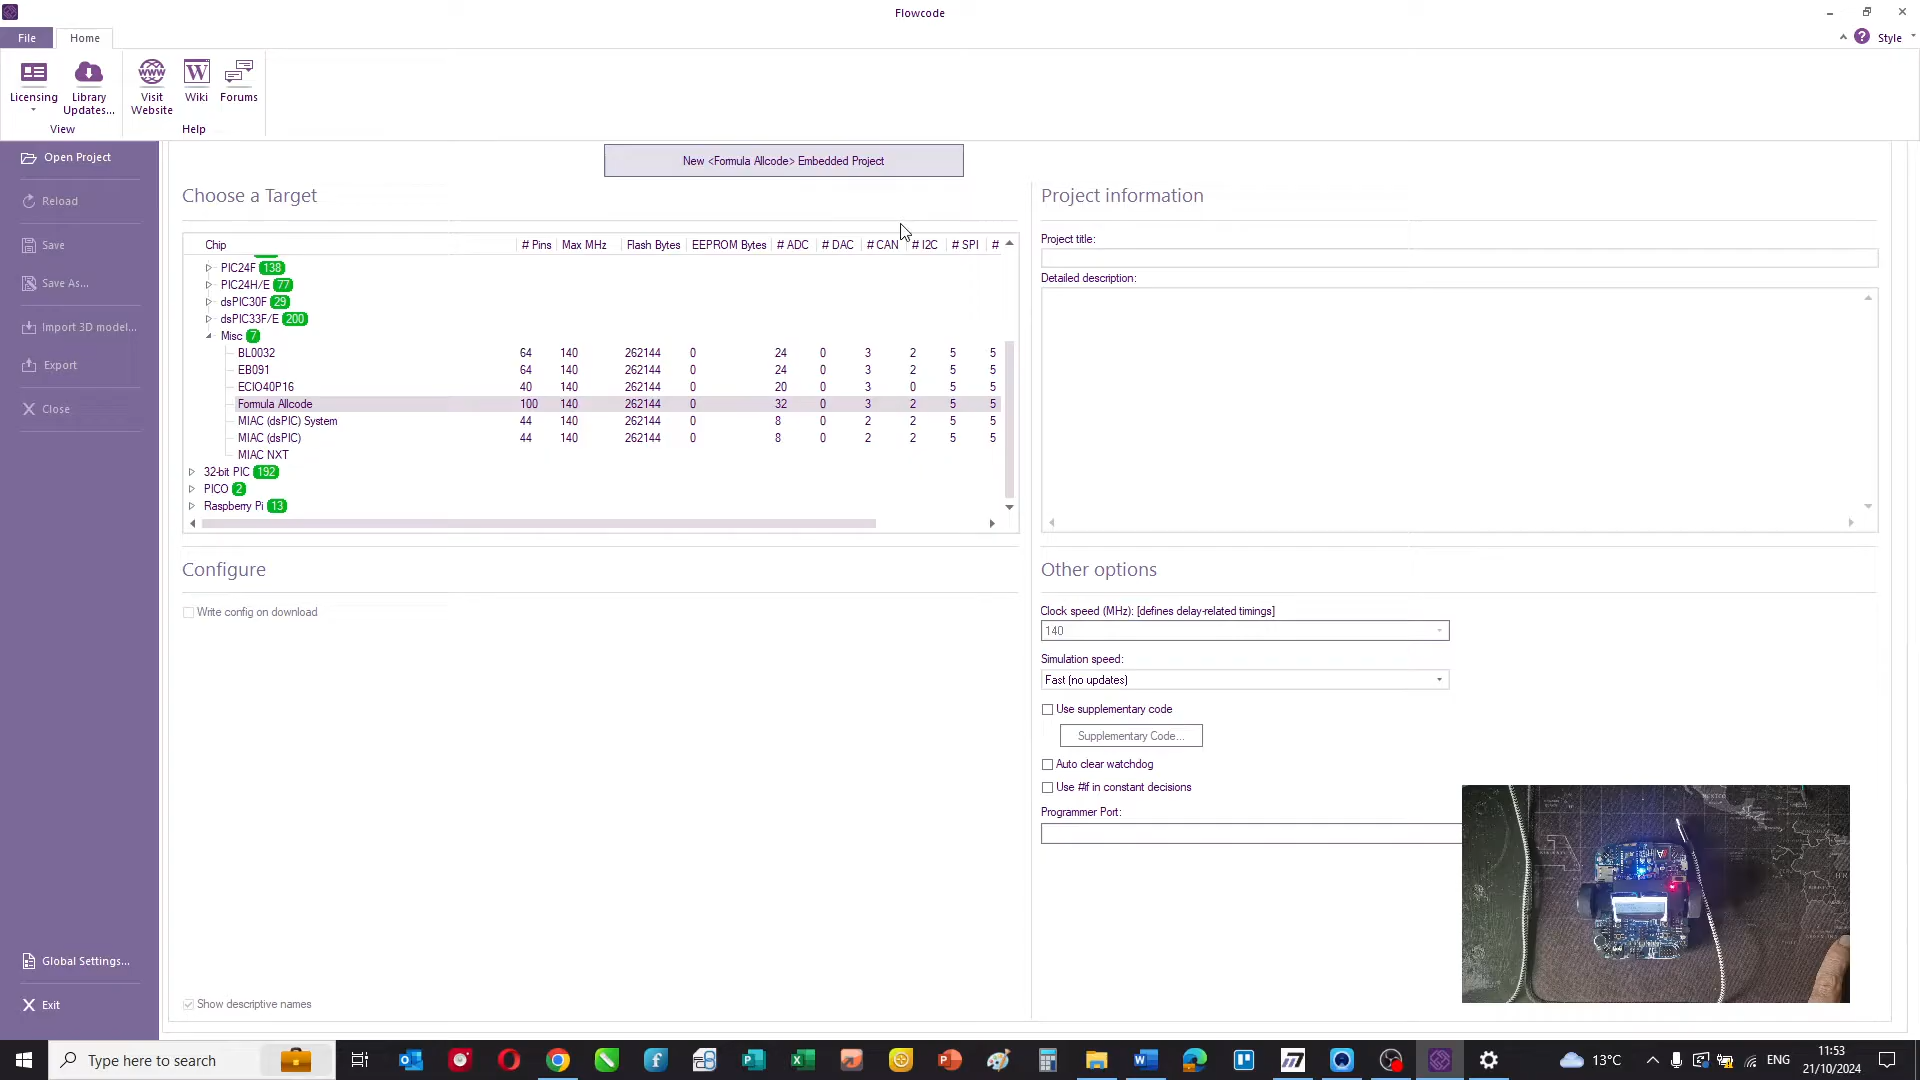 Flowcode
File
Home
Style
Licensing
Library
Updates...
Visit
Website
Wiki
Forums
View
Help
Open Project
Reload
Save
Save As...
Import 3D model...
Export
Close
Global Settings...
Exit
New <Formula Allcode> Embedded Project
Choose a Target
Chip # Pins Max MHz Flash Bytes EEPROM Bytes # ADC # DAC # CAN # I2C # SPI #
PIC24F 138
PIC24H/E 77
dsPIC30F 29
dsPIC33F/E 200
Misc 7
BL0032 64 140 262144 0 24 0 3 2 5 5
EB091 64 140 262144 0 24 0 3 2 5 5
ECIO40P16 40 140 262144 0 20 0 3 0 5 5
Formula Allcode 100 140 262144 0 32 0 3 2 5 5
MIAC (dsPIC) System 44 140 262144 0 8 0 2 2 5 5
MIAC (dsPIC) 44 140 262144 0 8 0 2 2 5 5
MIAC NXT
32-bit PIC 192
PICO 2
Raspberry Pi 13
Configure
Write config on download
Show descriptive names
Project information
Project title:
Detailed description:
Other options
Clock speed (MHz): [defines delay-related timings]
140
Simulation speed:
Fast (no updates)
Use supplementary code
Supplementary Code...
Auto clear watchdog
Use #if in constant decisions
Programmer Port:
Type here to search
13°C
ENG
11:53
21/10/2024